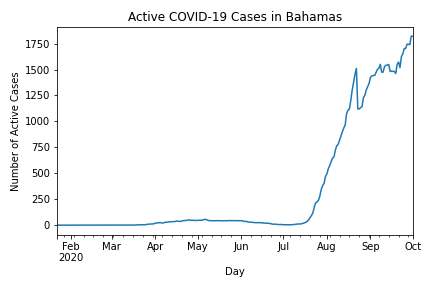 Active COVID-19 Cases in Bahamas
Number of Active Cases
1750
1500
1250
1000
750
500
250
0
Feb Mar Apr May Jun Jul Aug Sep Oct
2020
Day